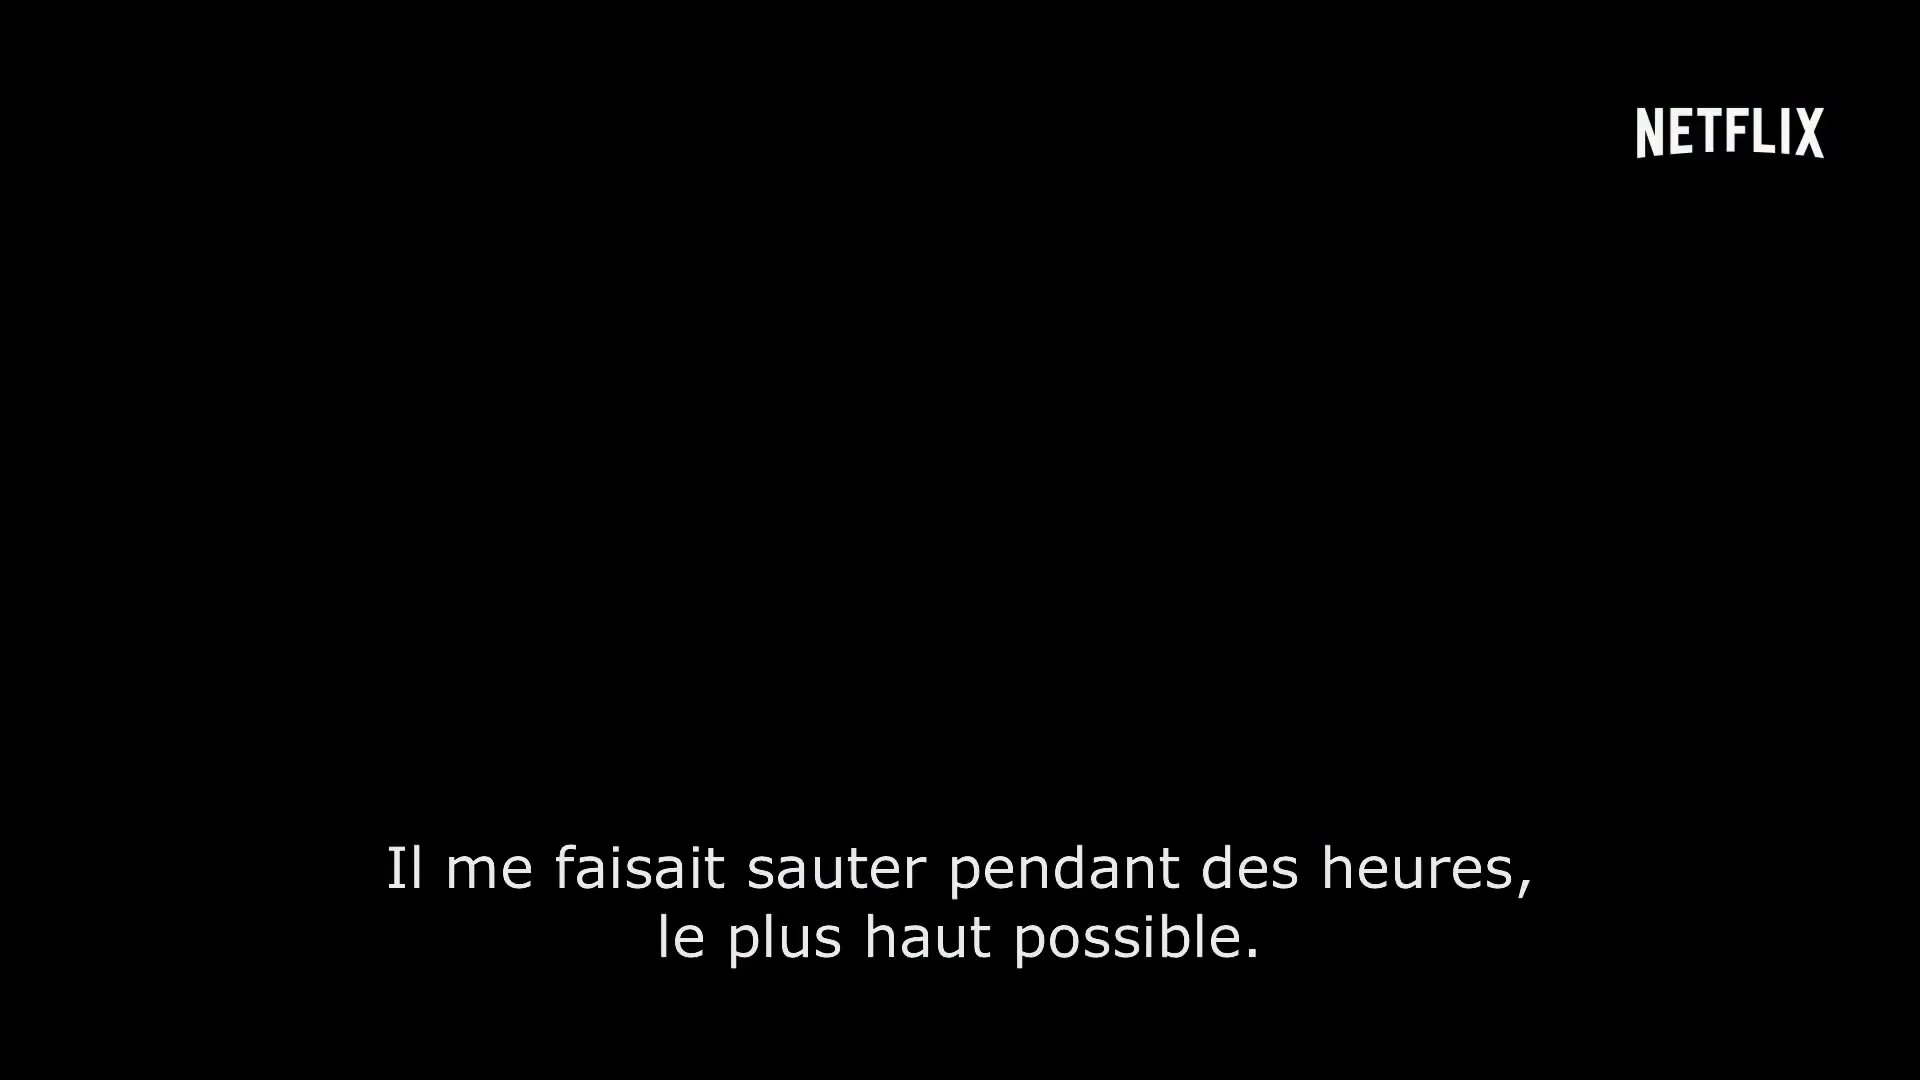 NETFLIX
Il me faisait sauter pendant des heures,
le plus haut possible.